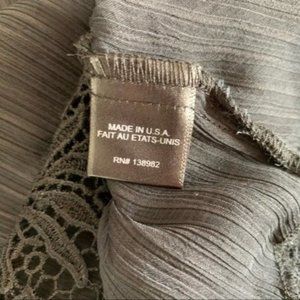 MADE IN U.S.A.
FAIT AU ETATS-UNIS
RN# 138982